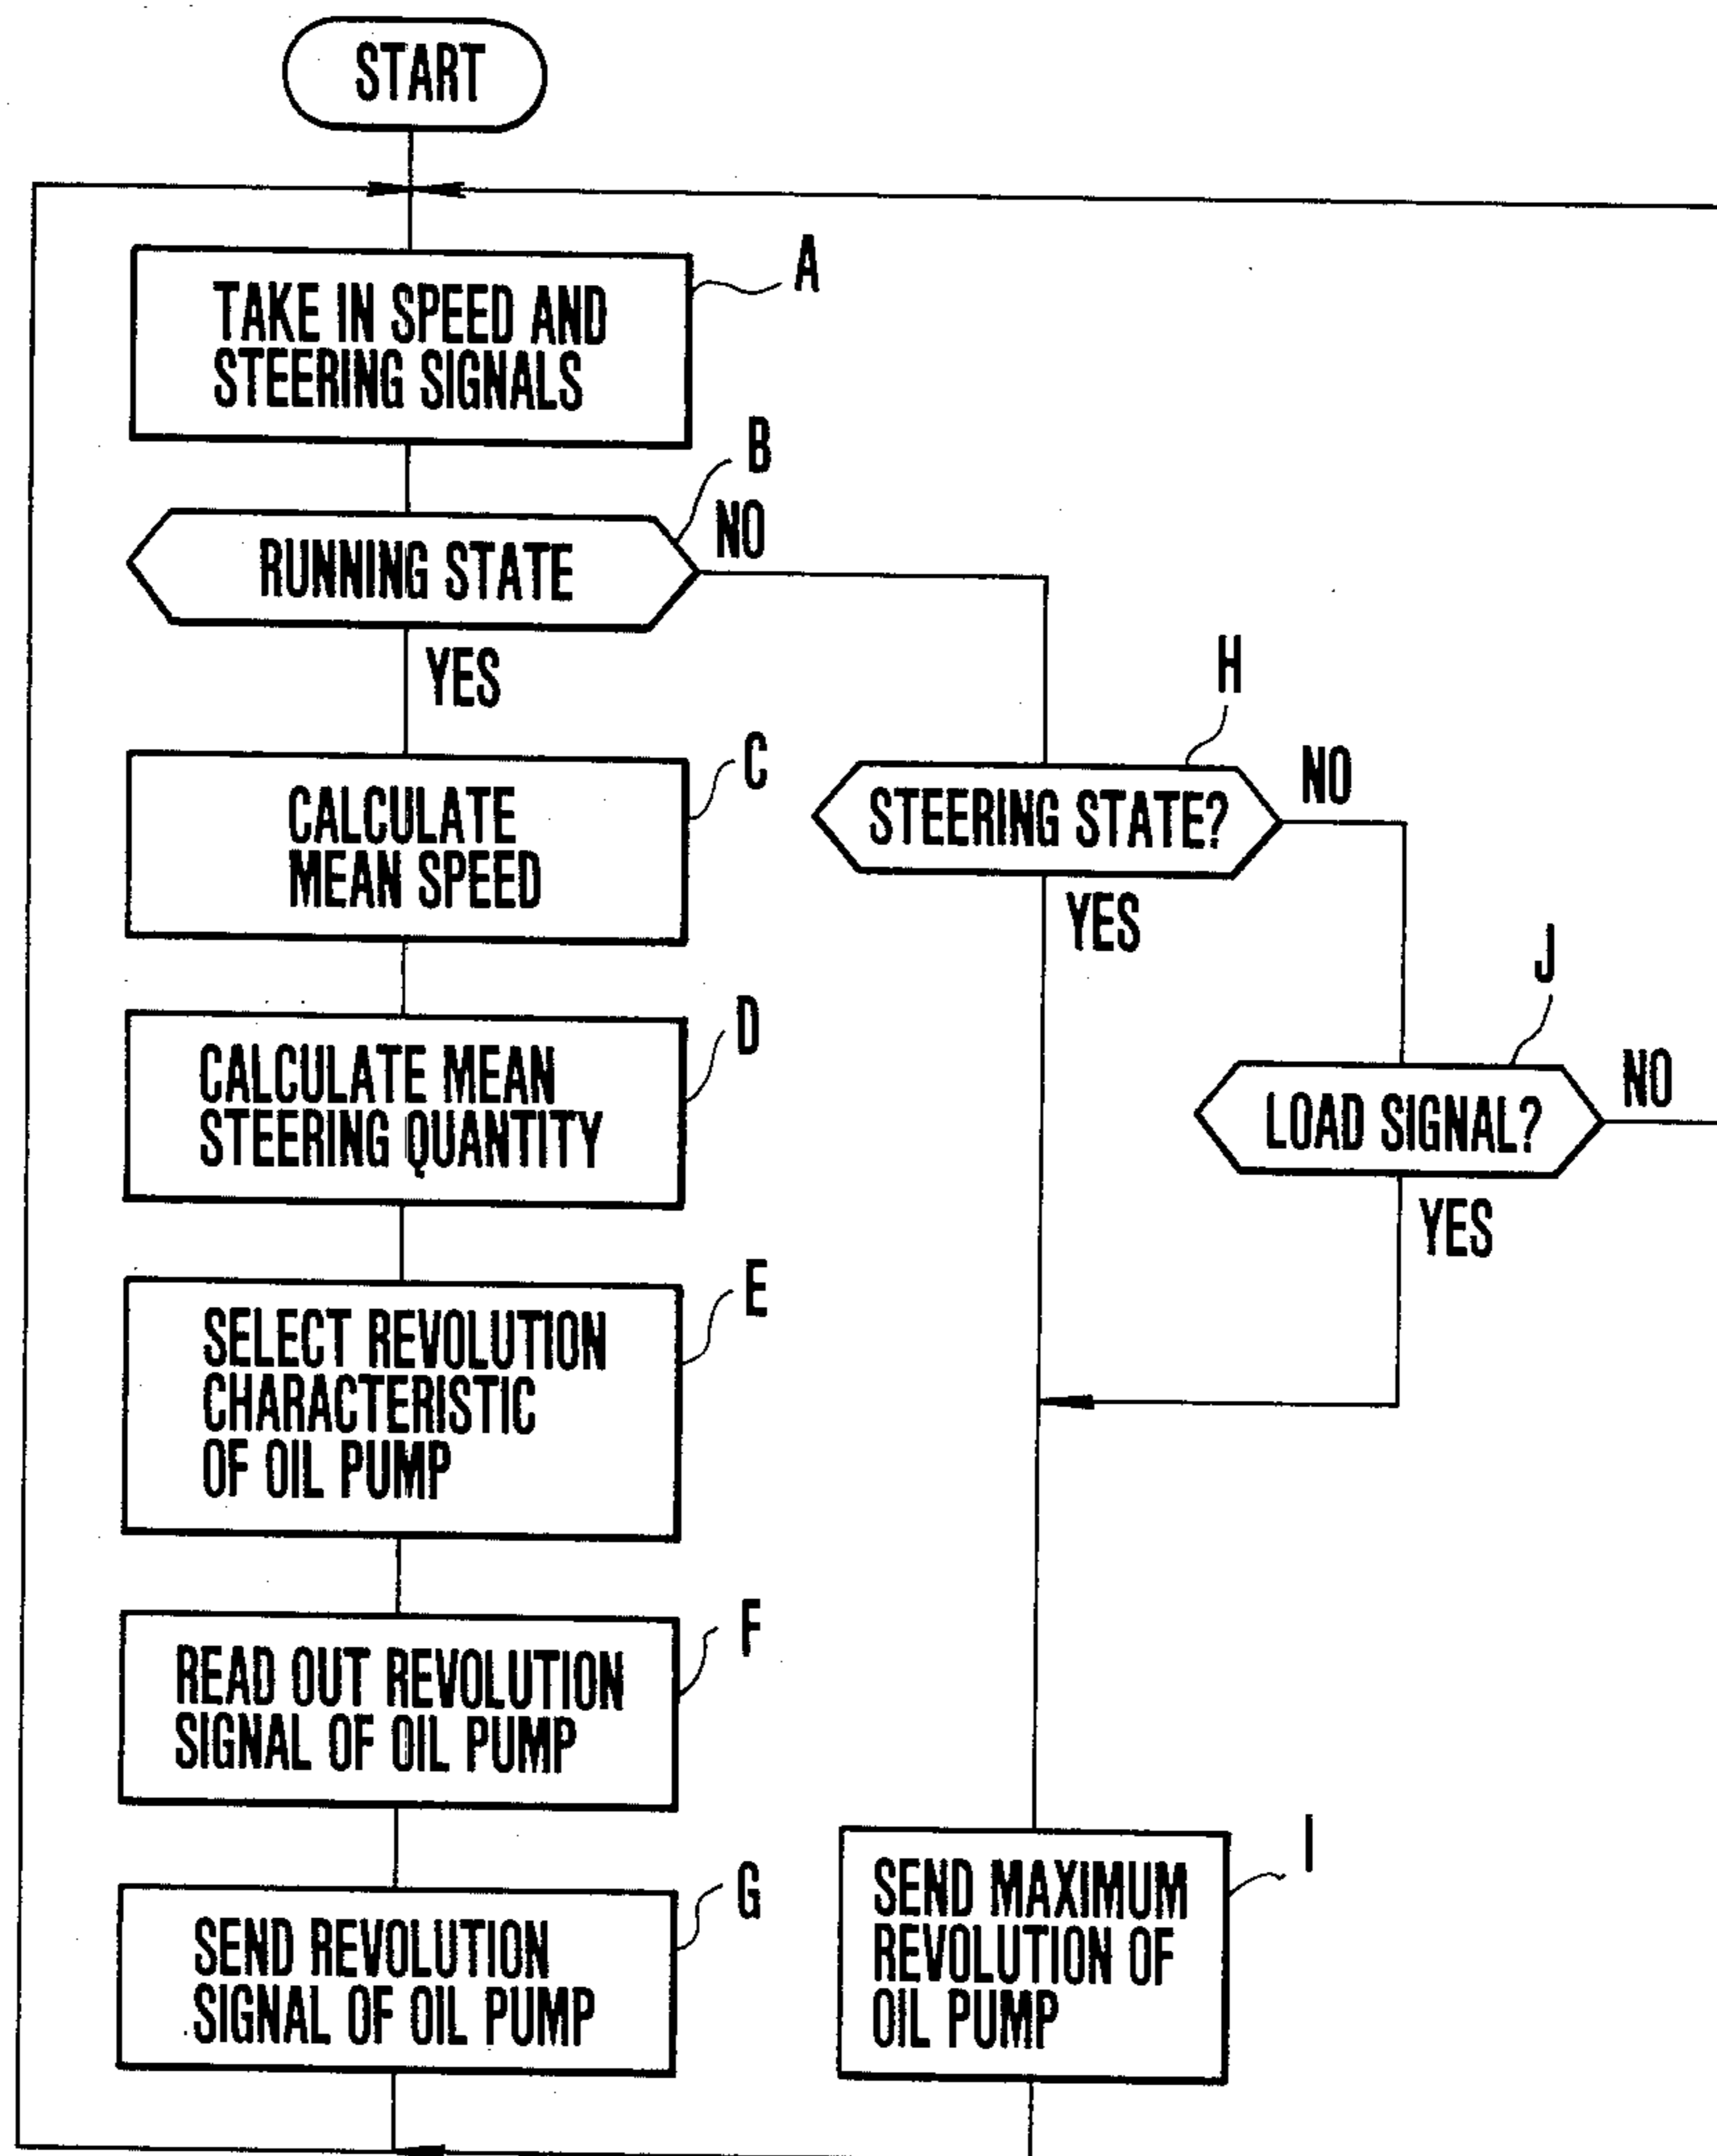 START
A
TAKE IN SPEED AND
STEERING SIGNALS
B
RUNNING STATE
NO
YES
H
C
CALCULATE
MEAN SPEED
STEERING STATE?
NO
YES
J
D
CALCULATE MEAN
STEERING QUANTITY
LOAD SIGNAL?
NO
YES
E
SELECT REVOLUTION
CHARACTERISTIC
OF OIL PUMP
F
READ OUT REVOLUTION
SIGNAL OF OIL PUMP
G
SEND REVOLUTION
SIGNAL OF OIL PUMP
I
SEND MAXIMUM
REVOLUTION OF
OIL PUMP